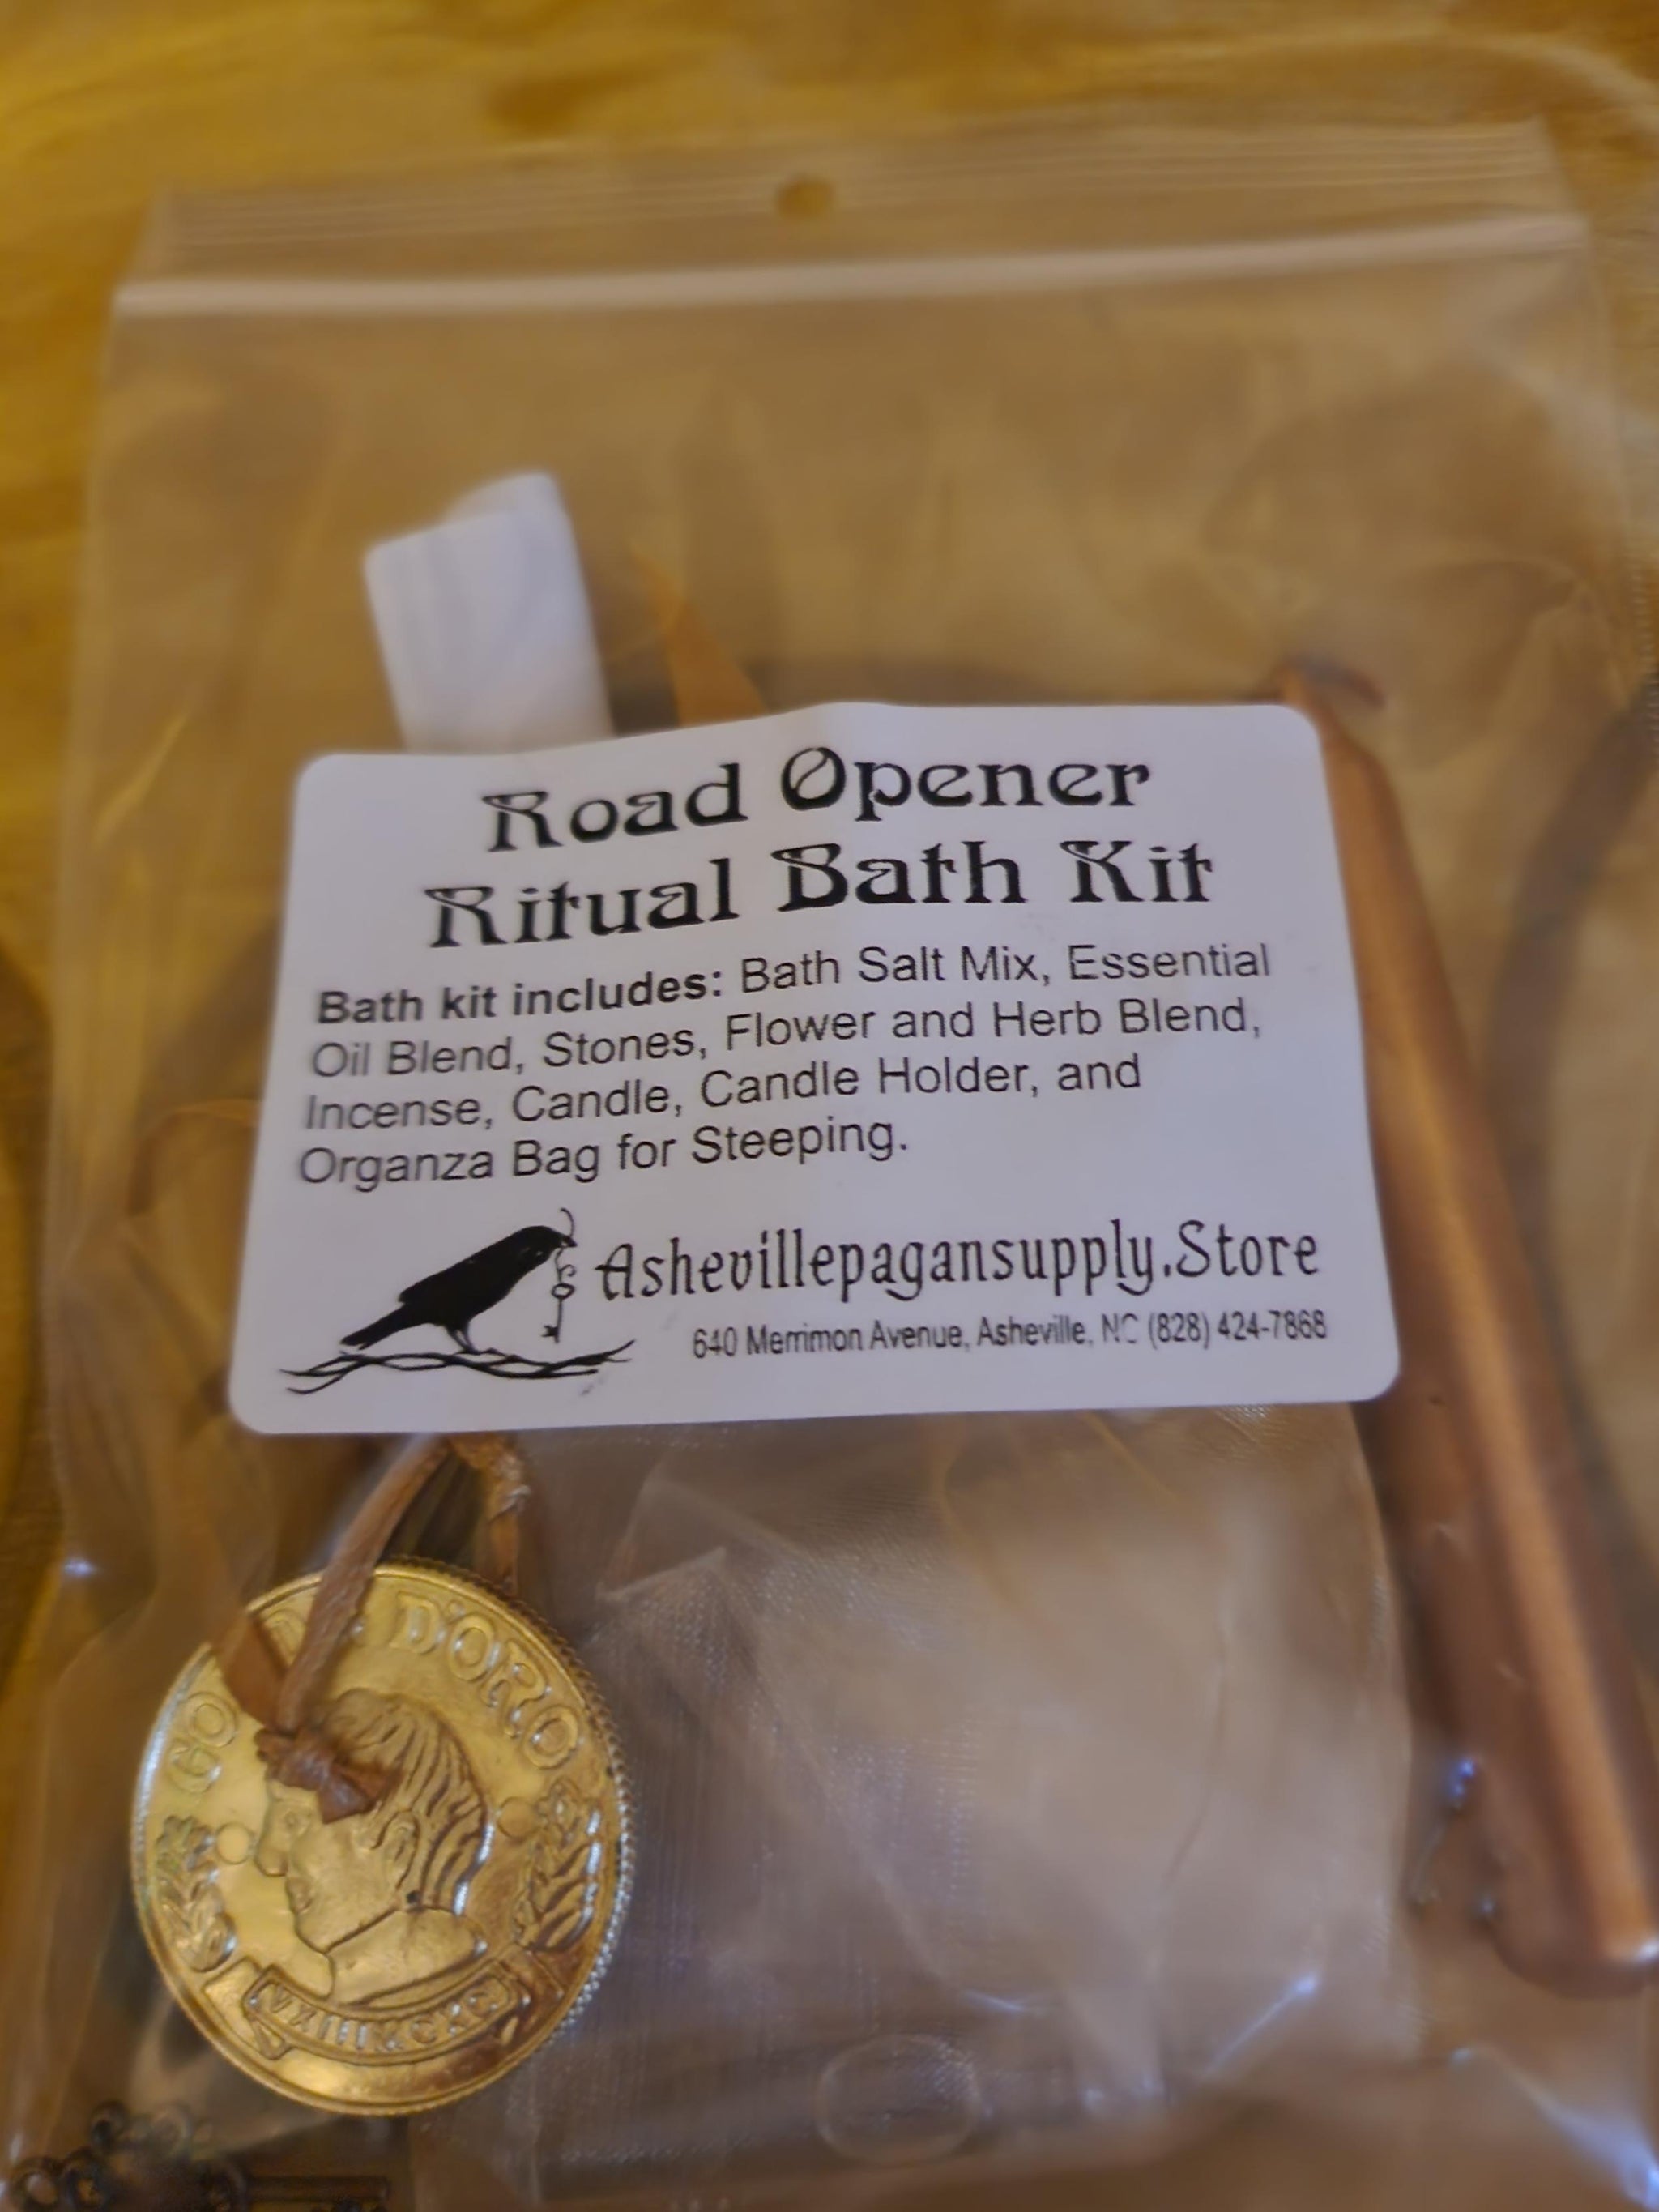 Road Opener
Ritual Bath Kit
Bath kit includes: Bath Salt Mix, Essential
Oil Blend, Stones, Flower and Herb Blend,
Incense, Candle, Candle Holder, and
Organza Bag for Steeping.
Ashevillepagansupply.Store
640 Merrimon Avenue, Asheville, NC (828) 424-7868
D'ORO